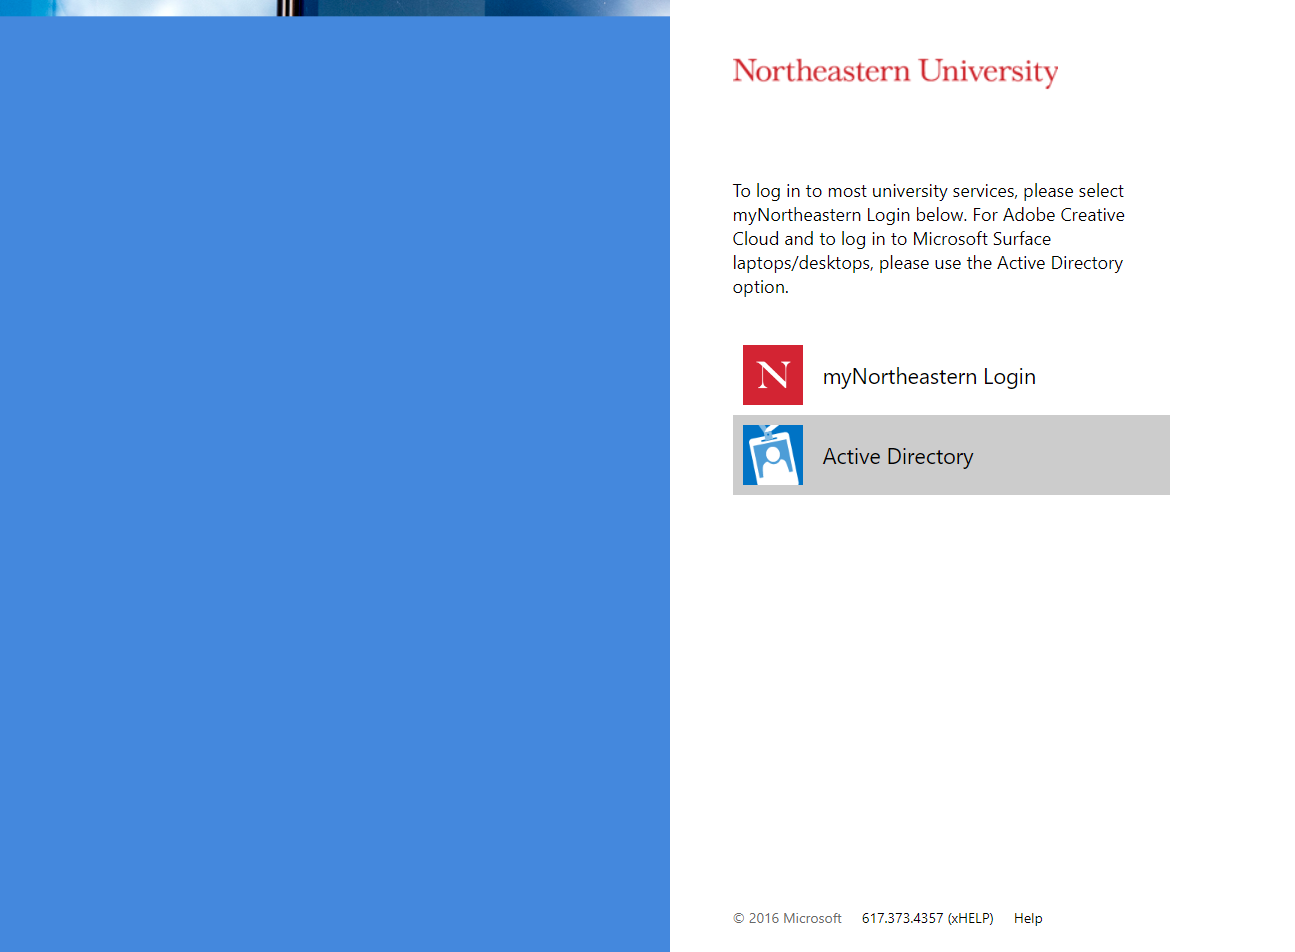 Northeastern University
To log in to most university services, please select
myNortheastern Login below. For Adobe Creative
Cloud and to log in to Microsoft Surface
laptops/desktops, please use the Active Directory
option.
N
myNortheastern Login
Active Directory
© 2016 Microsoft 617.373.4357 (xHELP) Help